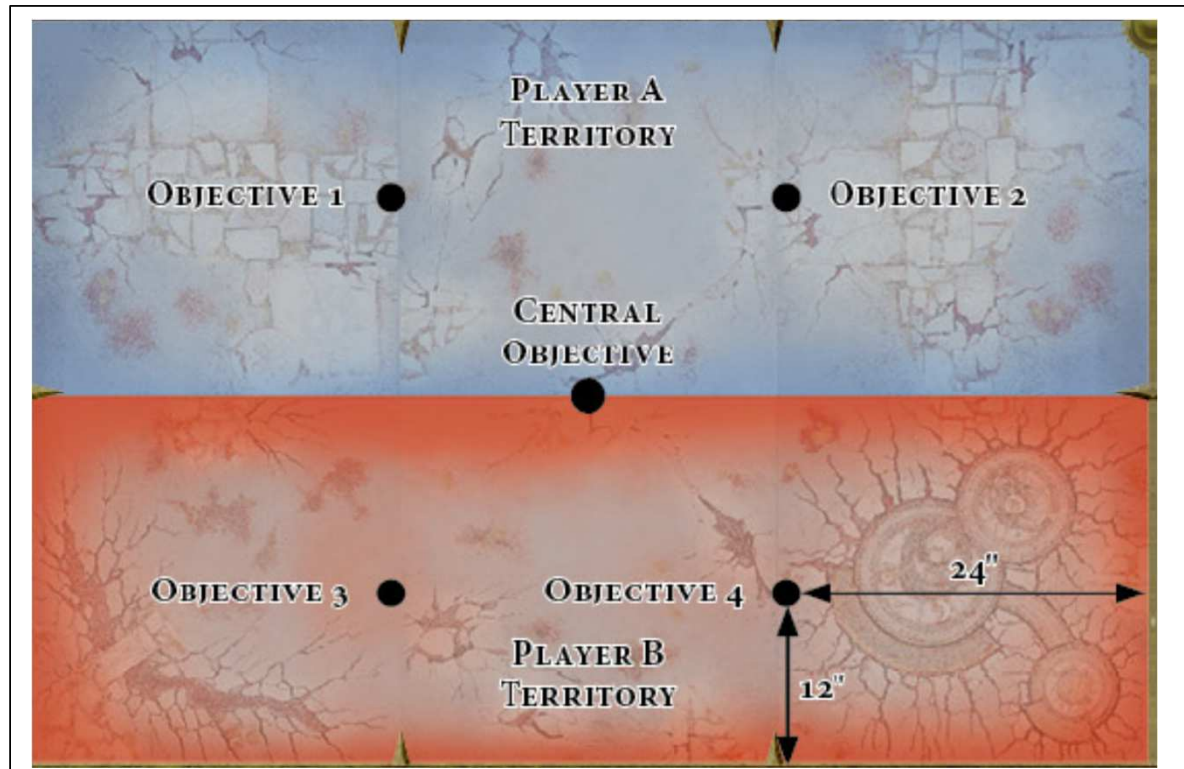 Player A
Territory
Objective 1
Objective 2
Central
Objective
Objective 3
Objective 4
24"
Player B
Territory
12"